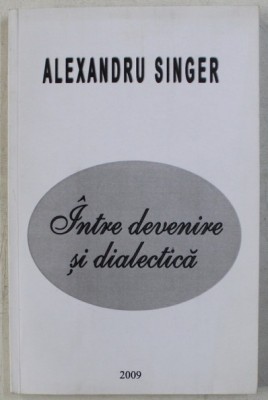 ALEXANDRU SINGER
Între devenire
și dialectică
2009